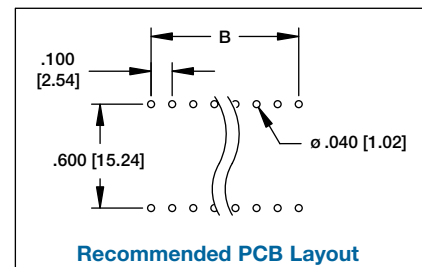 B
.100
[2.54]
.600 [15.24]
ø .040 [1.02]
Recommended PCB Layout